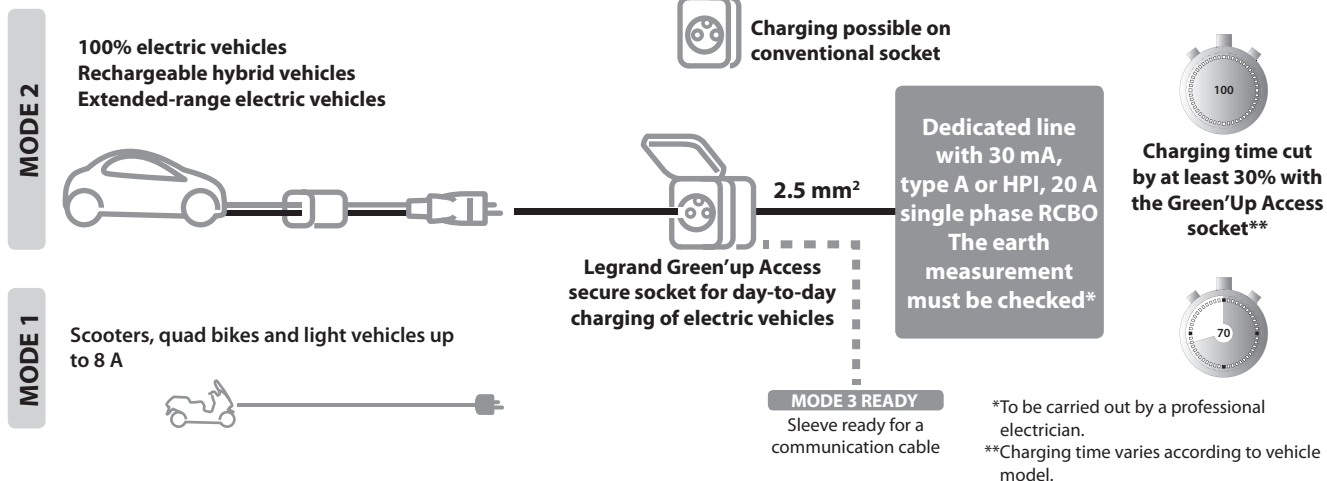 MODE 2
100% electric vehicles
Rechargeable hybrid vehicles
Extended-range electric vehicles
Charging possible on
conventional socket
2.5 mm²
Legrand Green’up Access
secure socket for day-to-day
charging of electric vehicles
Dedicated line
with 30 mA,
type A or HPI, 20 A
single phase RCBO
The earth
measurement
must be checked*
100
Charging time cut
by at least 30% with
the Green’Up Access
socket**
70
MODE 1
Scooters, quad bikes and light vehicles up
to 8 A
MODE 3 READY
Sleeve ready for a
communication cable
*To be carried out by a professional
electrician.
**Charging time varies according to vehicle
model.